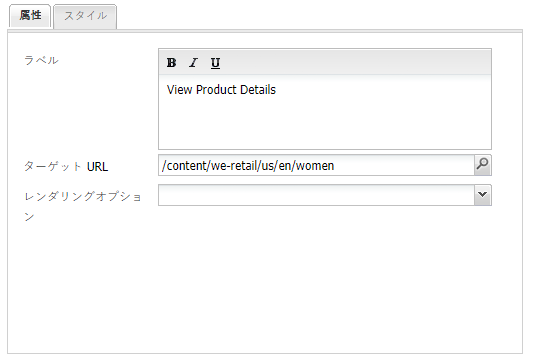 属性 スタイル
ラベル
B I U
View Product Details
ターゲット URL
/content/we-retail/us/en/women
レンダリングオプショ
ン